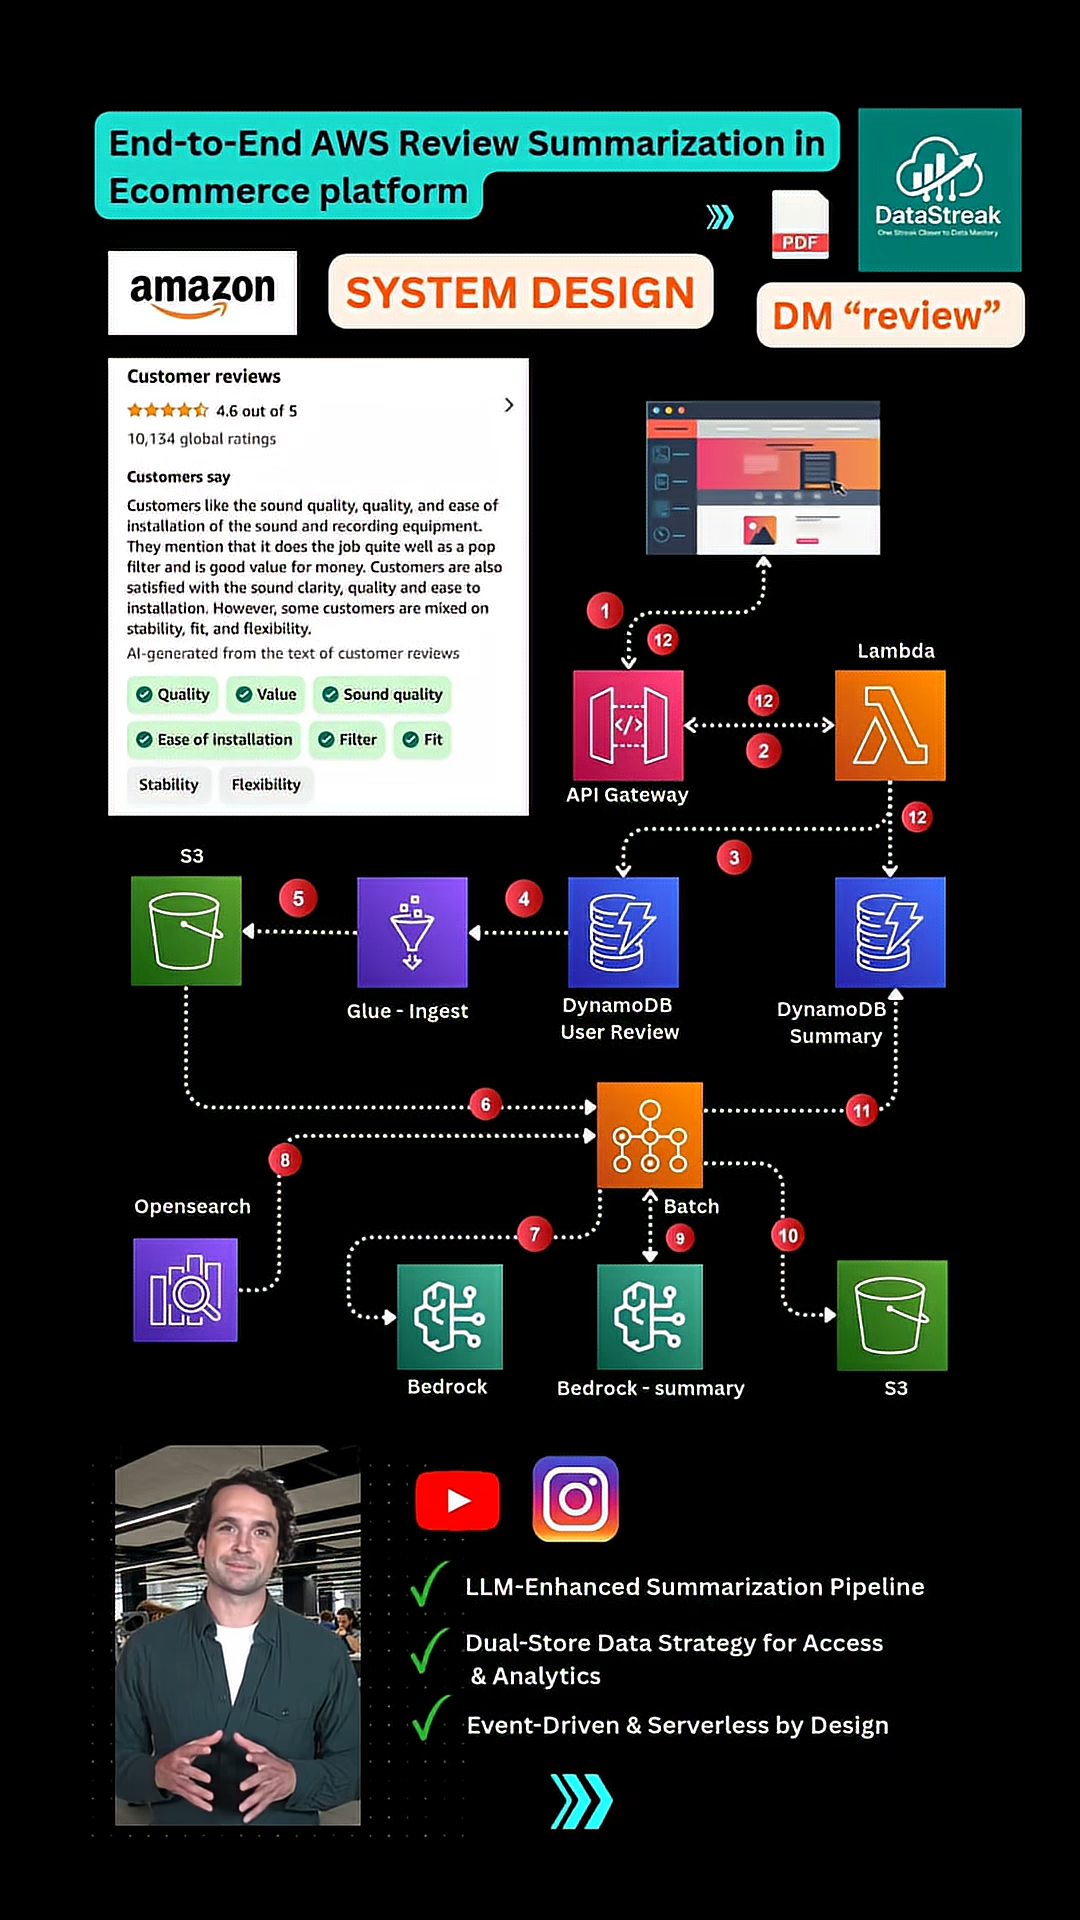 End-to-End AWS Review Summarization in
Ecommerce platform
PDF
DataStreak
One Streak Closer to Data Mastery
amazon
SYSTEM DESIGN
DM “review”
Customer reviews
4.6 out of 5
10,134 global ratings
Customers say
Customers like the sound quality, quality, and ease of
installation of the sound and recording equipment.
They mention that it does the job quite well as a pop
filter and is good value for money. Customers are also
satisfied with the sound clarity, quality and ease to
installation. However, some customers are mixed on
stability, fit, and flexibility.
AI-generated from the text of customer reviews
Quality
Value
Sound quality
Ease of installation
Filter
Fit
Stability
Flexibility
1
12
Lambda
12
2
API Gateway
12
3
S3
5
4
Glue - Ingest
DynamoDB
User Review
DynamoDB
Summary
6
11
8
Opensearch
Batch
7
9
10
Bedrock
Bedrock - summary
S3
LLM-Enhanced Summarization Pipeline
Dual-Store Data Strategy for Access
& Analytics
Event-Driven & Serverless by Design